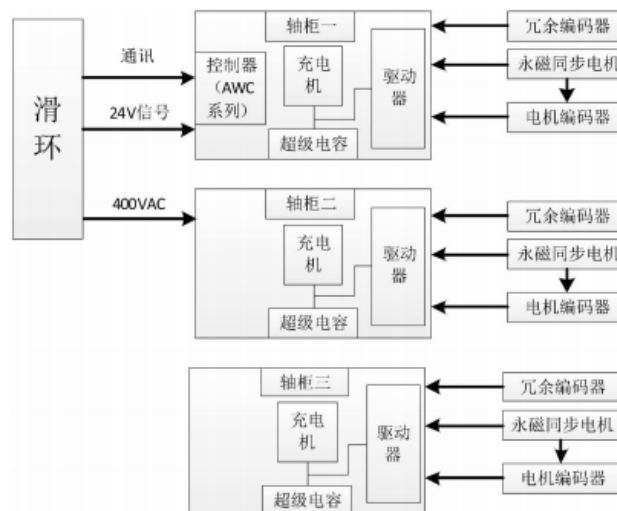 滑
环
通讯
24V信号
400VAC
轴柜一
控制器
（AWC
系列）
充电
机
驱动
器
超级电容
冗余编码器
永磁同步电机
电机编码器
轴柜二
充电
机
驱动
器
超级电容
冗余编码器
永磁同步电机
电机编码器
轴柜三
充电
机
驱动
器
超级电容
冗余编码器
永磁同步电机
电机编码器